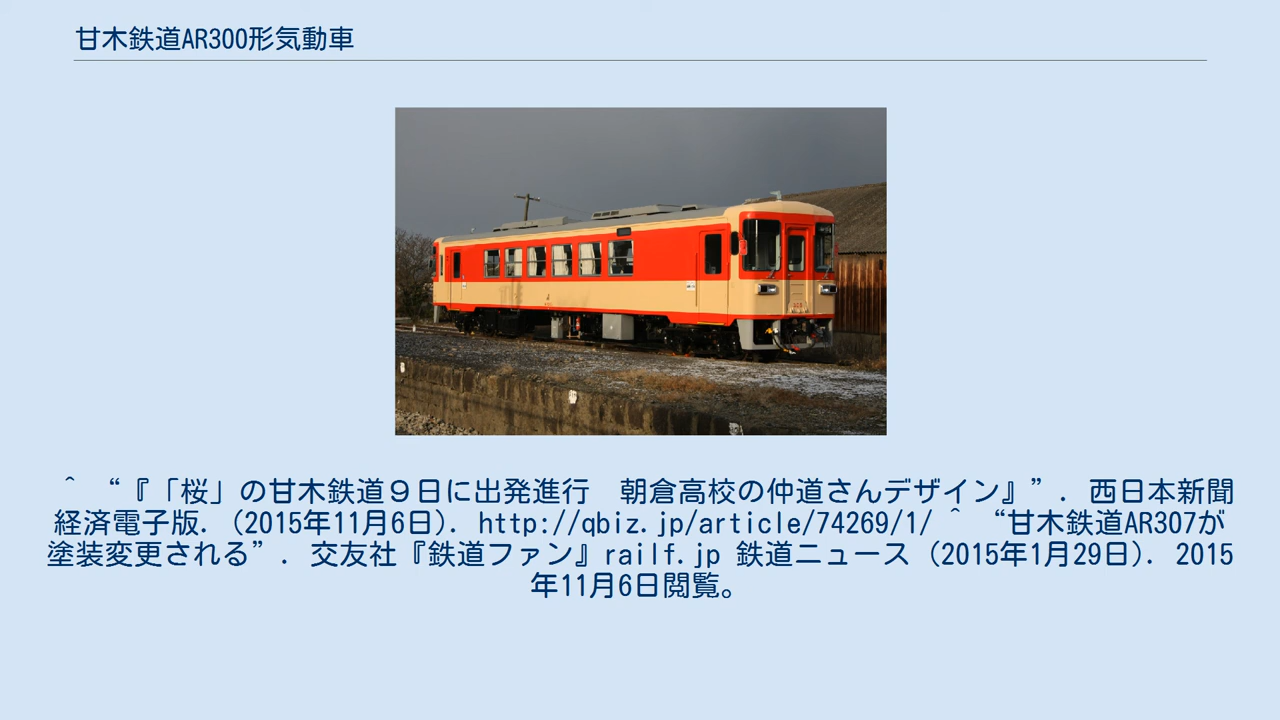 甘木鉄道AR300形気動車
^ “『「桜」の甘木鉄道９日に出発進行　朝倉高校の仲道さんデザイン』”. 西日本新聞
経済電子版. (2015年11月6日). http://qbiz.jp/article/74269/1/ ^ “甘木鉄道AR307が
塗装変更される”. 交友社『鉄道ファン』railf.jp 鉄道ニュース (2015年1月29日). 2015
年11月6日閲覧。